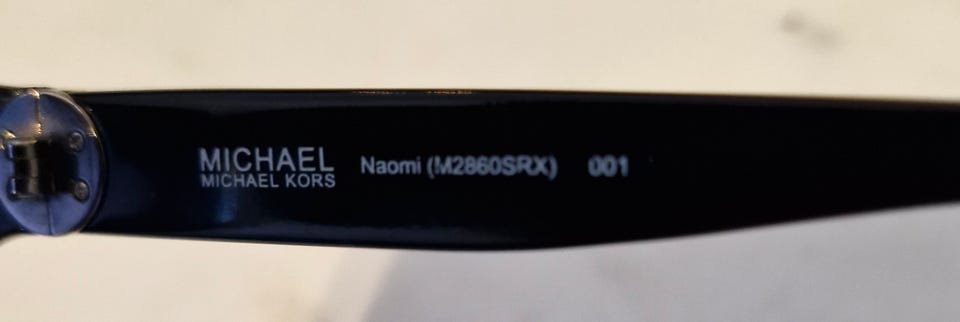 MICHAEL
MICHAEL KORS
Naomi (M2860SRX) 001